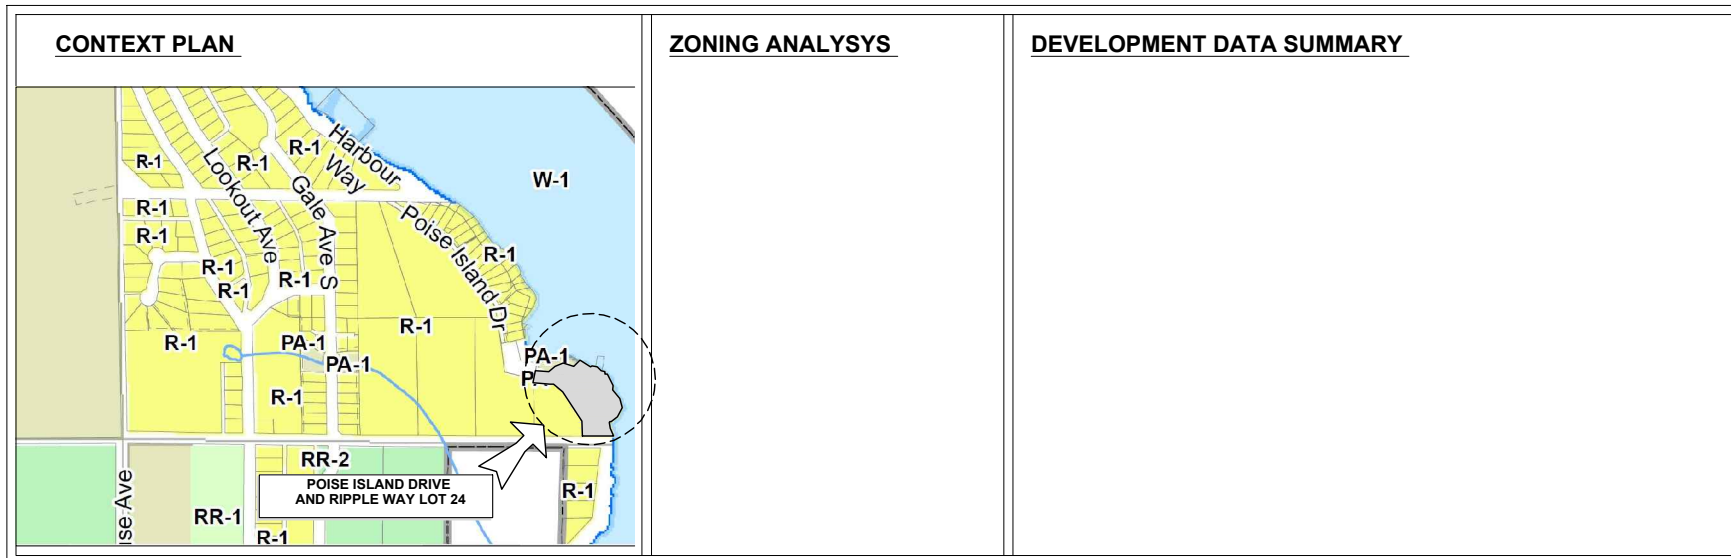 CONTEXT PLAN
ZONING ANALYSYS
DEVELOPMENT DATA SUMMARY
Harbour
Way
R-1
R-1
R-1
Lookout Ave
Gale Ave S
W-1
R-1
R-1
Poise Island Dr
R-1
R-1
R-1
R-1
R-1
R-1
PA-1
PA-1
PA-1
R-1
RR-2
POISE ISLAND DRIVE
AND RIPPLE WAY LOT 24
R-1
RR-1
ise Ave
R-1